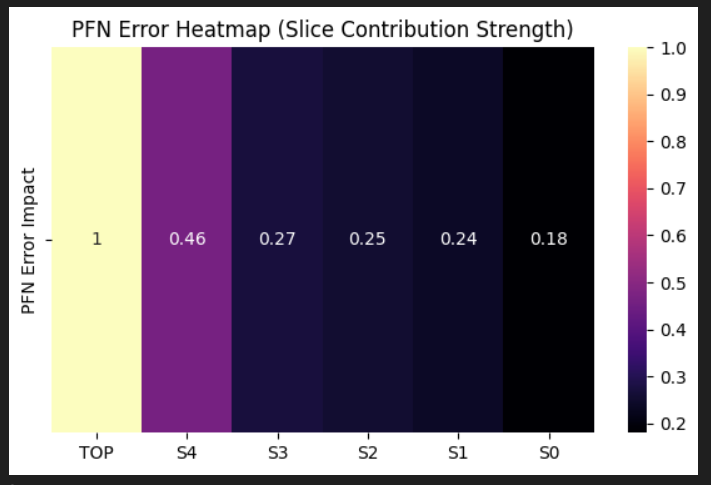 PFN Error Heatmap (Slice Contribution Strength)
PFN Error Impact
1 0.46 0.27 0.25 0.24 0.18
TOP S4 S3 S2 S1 S0
1.0
0.9
0.8
0.7
0.6
0.5
0.4
0.3
0.2